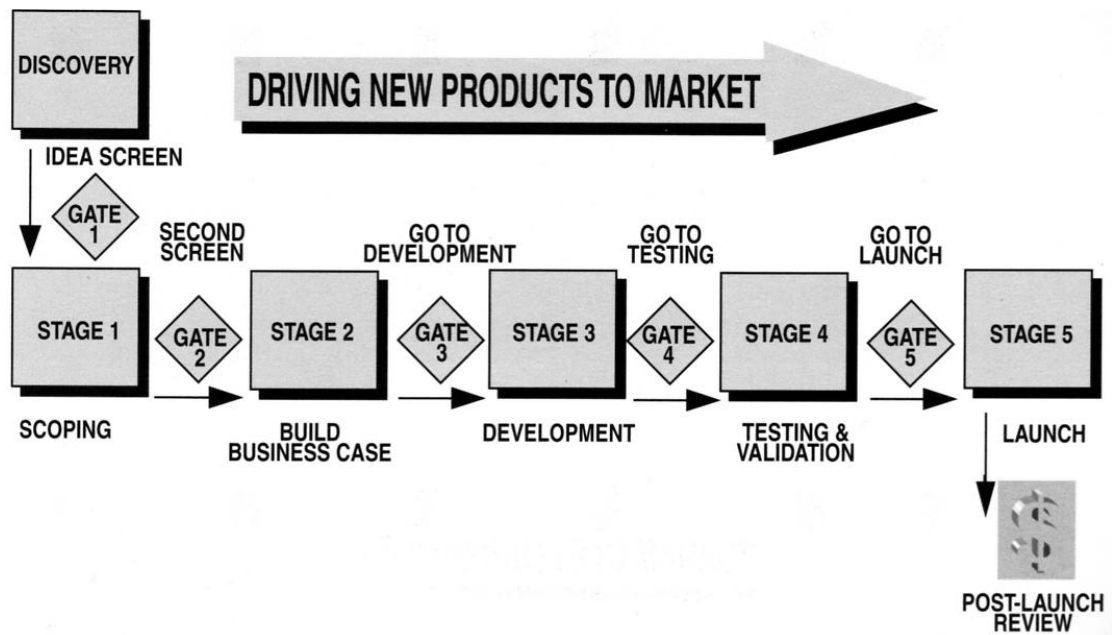 DISCOVERY
DRIVING NEW PRODUCTS TO MARKET
IDEA SCREEN
GATE
1
SECOND
SCREEN
GO TO
DEVELOPMENT
GO TO
TESTING
GO TO
LAUNCH
STAGE 1
GATE
2
STAGE 2
GATE
3
STAGE 3
GATE
4
STAGE 4
GATE
5
STAGE 5
SCOPING
BUILD
BUSINESS CASE
DEVELOPMENT
TESTING &
VALIDATION
LAUNCH
$
POST-LAUNCH
REVIEW